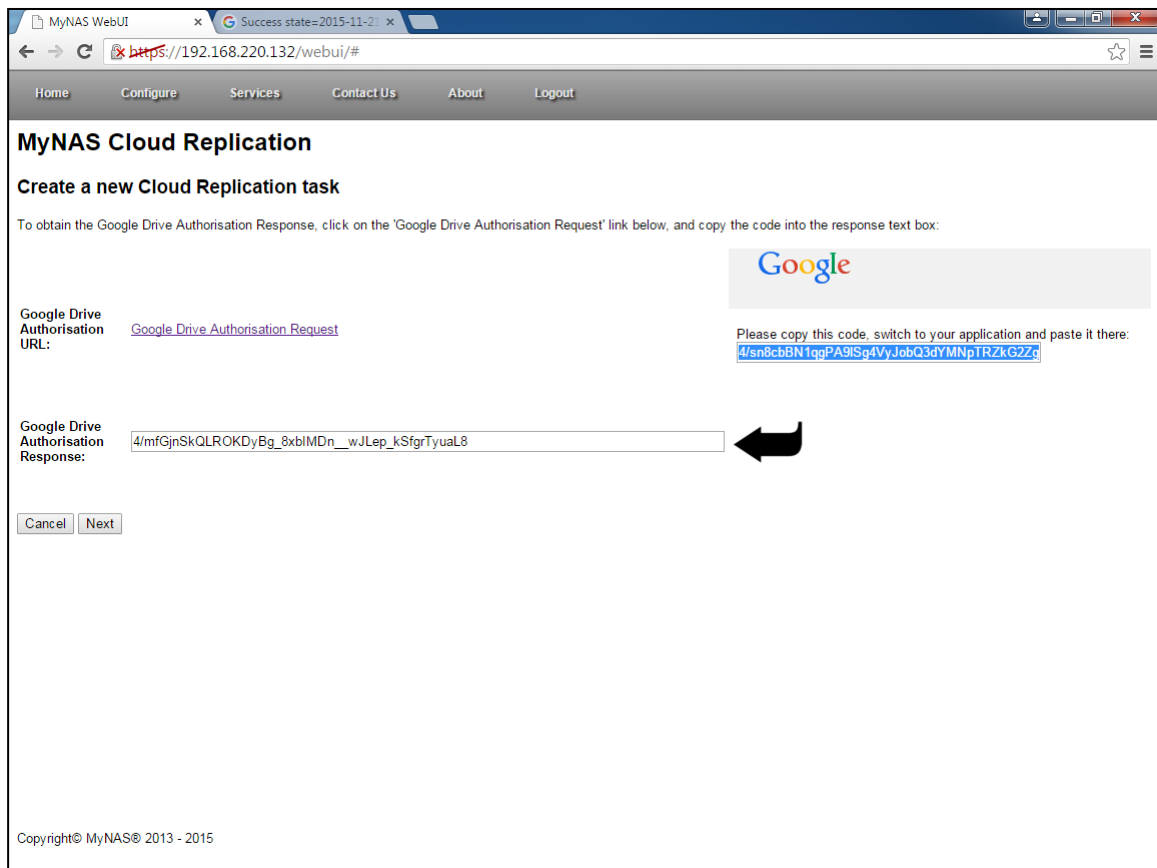 MyNAS WebUI
Success state=2015-11-21
https://192.168.220.132/webui/#
Home Configure Services Contact Us About Logout
MyNAS Cloud Replication
Create a new Cloud Replication task
To obtain the Google Drive Authorisation Response, click on the 'Google Drive Authorisation Request' link below, and copy the code into the response text box:
Google
Google Drive
Authorisation
URL:
Google Drive Authorisation Request
Please copy this code, switch to your application and paste it there:
4/sn8cbBN1qgPA9ISg4VyJobQ3dYMNpTRZkG2Zg
Google Drive
Authorisation
Response:
4/mfGjnSkQLROKDyBg_8xbIMDn__wJLep_kSfgrTyuaL8
Cancel Next
Copyright© MyNAS® 2013 - 2015